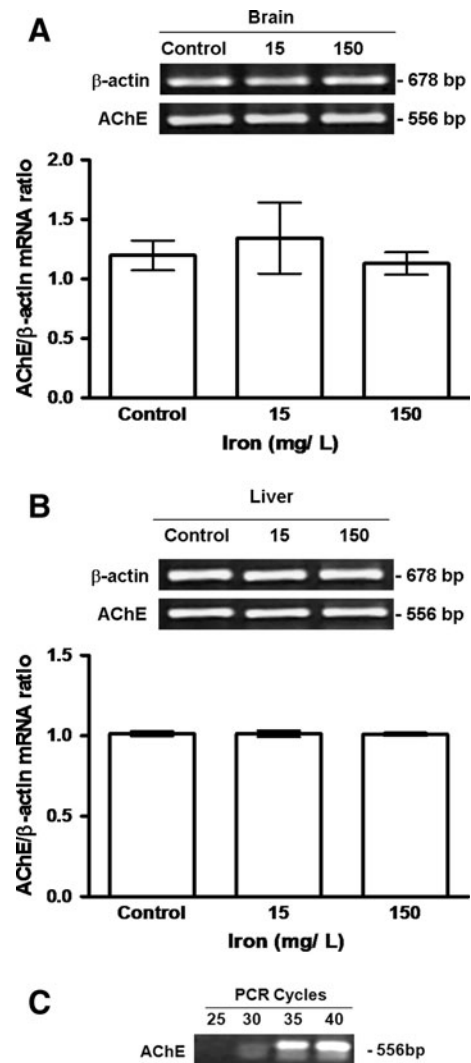 A
Brain
Control 15 150
β-actin - 678 bp
AChE - 556 bp
AChE/β-actin mRNA ratio
2.0
1.5
1.0
0.5
0.0
Control 15 150
Iron (mg/ L)
B
Liver
Control 15 150
β-actin - 678 bp
AChE - 556 bp
AChE/β-actin mRNA ratio
1.5
1.0
0.5
0.0
Control 15 150
Iron (mg/ L)
C
PCR Cycles
25 30 35 40
AChE - 556bp